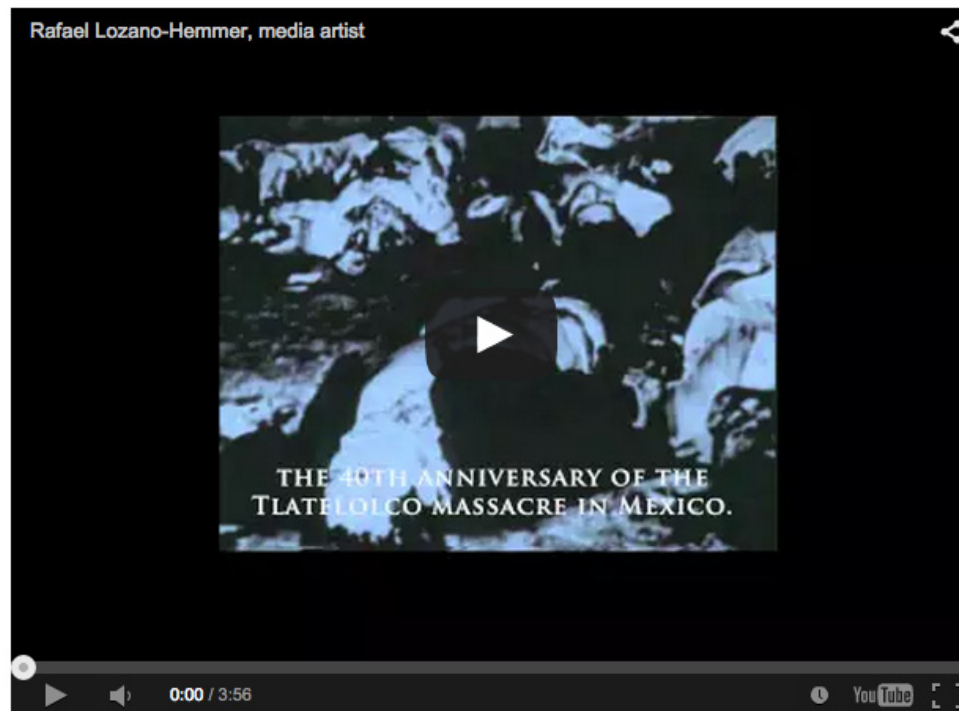 Rafael Lozano-Hemmer, media artist
THE 40TH ANNIVERSARY OF THE
TLATELOLCO MASSACRE IN MEXICO.
0:00 / 3:56
YouTube